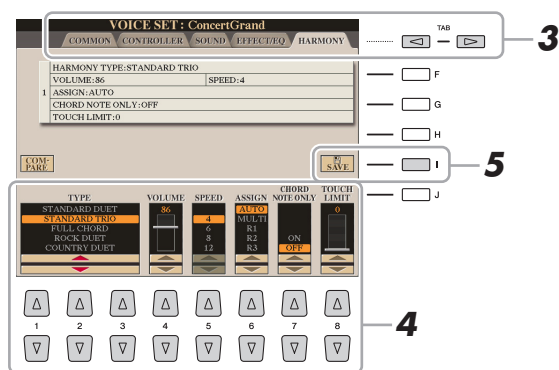 VOICE SET : ConcertGrand
COMMON CONTROLLER SOUND EFFECT/EQ HARMONY
TAB
3
HARMONY TYPE:STANDARD TRIO
VOLUME:86 SPEED:4
1 ASSIGN:AUTO
CHORD NOTE ONLY:OFF
TOUCH LIMIT:0
F
G
H
I
J
5
COM-
PARE
SAVE
TYPE VOLUME SPEED ASSIGN CHORD NOTE ONLY TOUCH LIMIT
STANDARD DUET 86 AUTO 0
STANDARD TRIO 4 MULTI
FULL CHORD 6 R1
ROCK DUET 8 R2 ON
COUNTRY DUET 12 R3 OFF
1 2 3 4 5 6 7 8
4